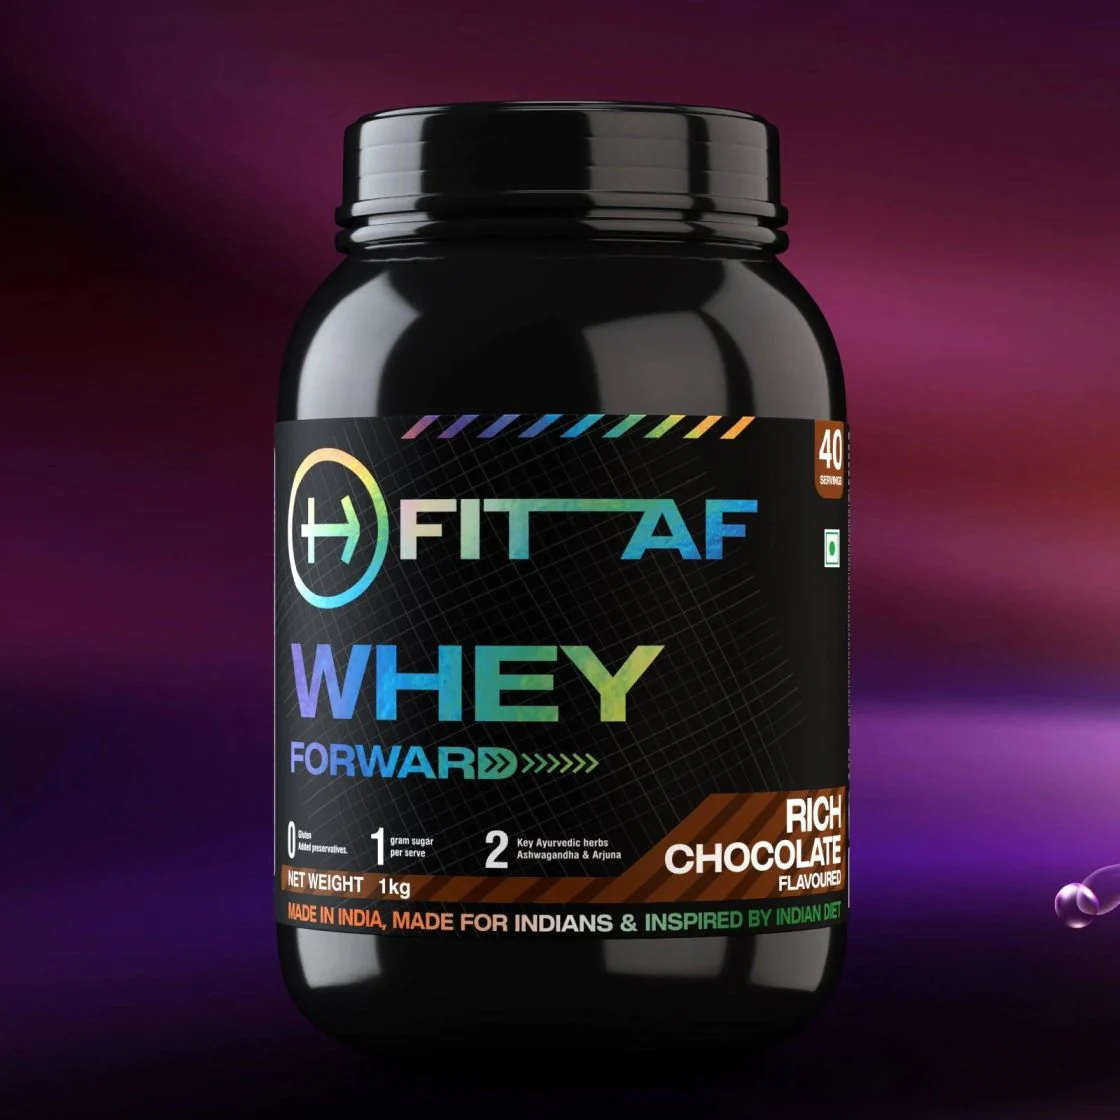 40
SERVINGS
FIT AF
WHEY
FORWARD
0 Gluten
Added preservatives.
1 gram sugar
per serve
2 Key Ayurvedic herbs
Ashwagandha & Arjuna
RICH
CHOCOLATE
FLAVOURED
NET WEIGHT 1kg
MADE IN INDIA, MADE FOR INDIANS & INSPIRED BY INDIAN DIET